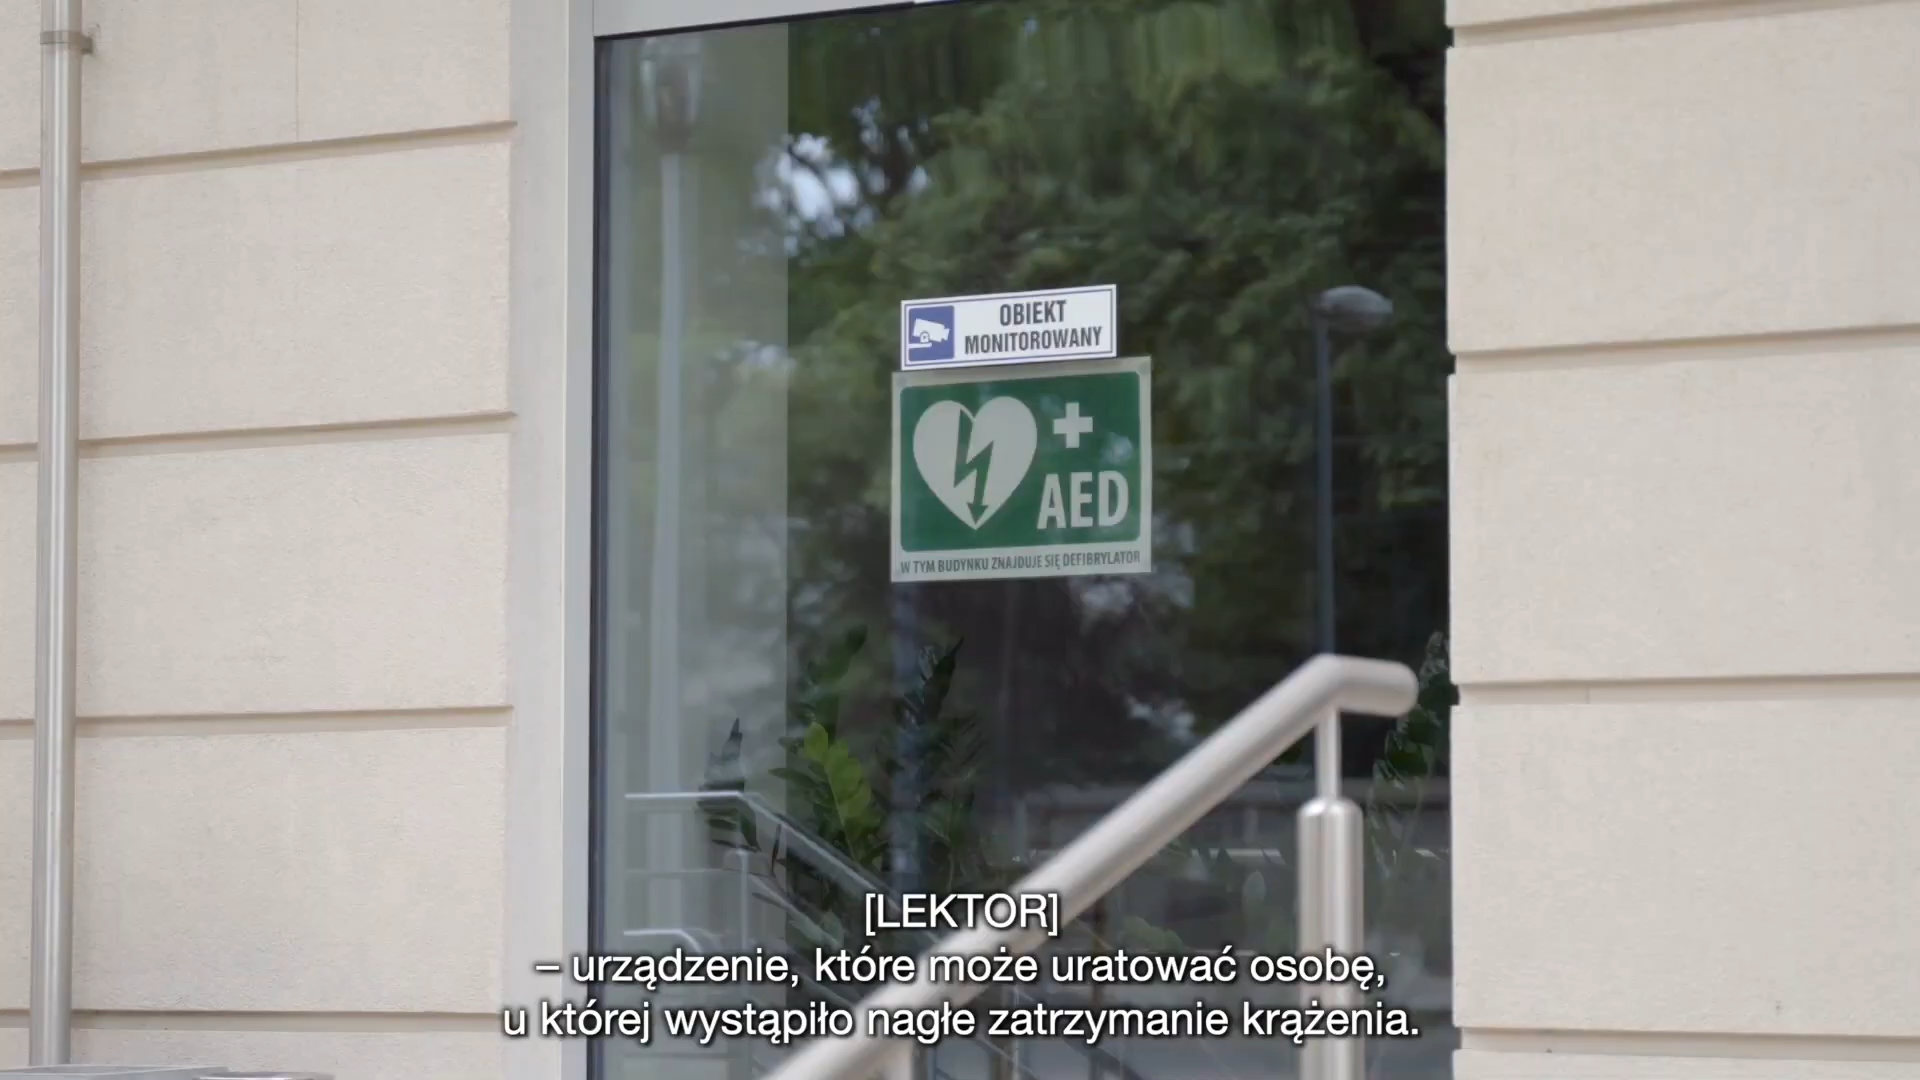 OBIEKT
MONITOROWANY
AED
W TYM BUDYNKU ZNAJDUJE SIĘ DEFIBRYLATOR
[LEKTOR]
– urządzenie, które może uratować osobę,
u której wystąpiło nagłe zatrzymanie krążenia.